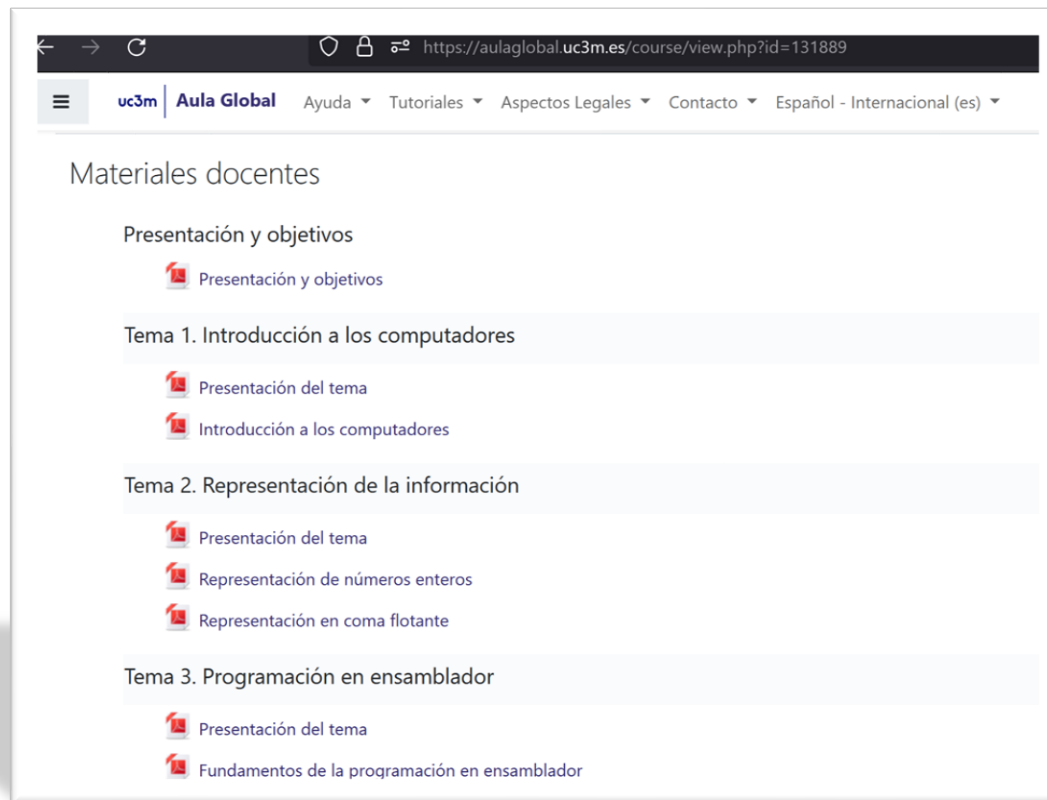 https://aulaglobal.uc3m.es/course/view.php?id=131889
uc3m Aula Global Ayuda Tutoriales Aspectos Legales Contacto Español - Internacional (es)
Materiales docentes
Presentación y objetivos
Presentación y objetivos
Tema 1. Introducción a los computadores
Presentación del tema
Introducción a los computadores
Tema 2. Representación de la información
Presentación del tema
Representación de números enteros
Representación en coma flotante
Tema 3. Programación en ensamblador
Presentación del tema
Fundamentos de la programación en ensamblador